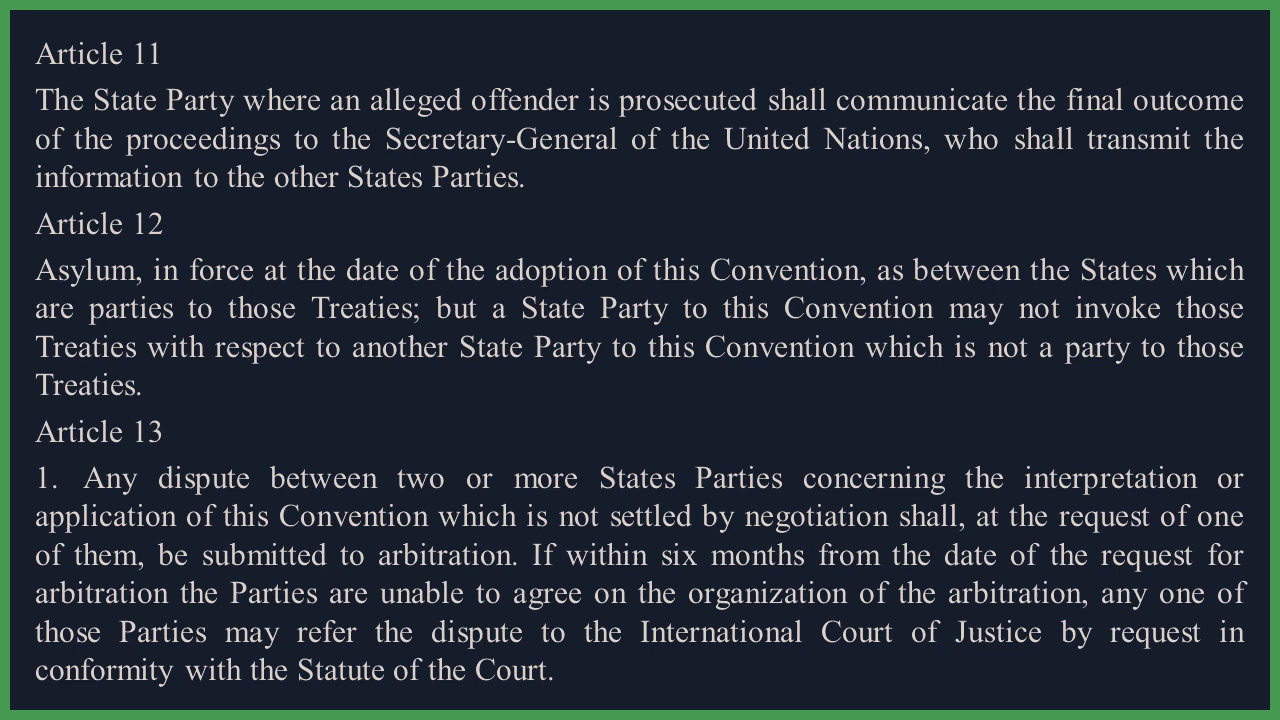 Article 11
The State Party where an alleged offender is prosecuted shall communicate the final outcome
of the proceedings to the Secretary-General of the United Nations, who shall transmit the
information to the other States Parties.
Article 12
Asylum, in force at the date of the adoption of this Convention, as between the States which
are parties to those Treaties; but a State Party to this Convention may not invoke those
Treaties with respect to another State Party to this Convention which is not a party to those
Treaties.
Article 13
1. Any dispute between two or more States Parties concerning the interpretation or
application of this Convention which is not settled by negotiation shall, at the request of one
of them, be submitted to arbitration. If within six months from the date of the request for
arbitration the Parties are unable to agree on the organization of the arbitration, any one of
those Parties may refer the dispute to the International Court of Justice by request in
conformity with the Statute of the Court.